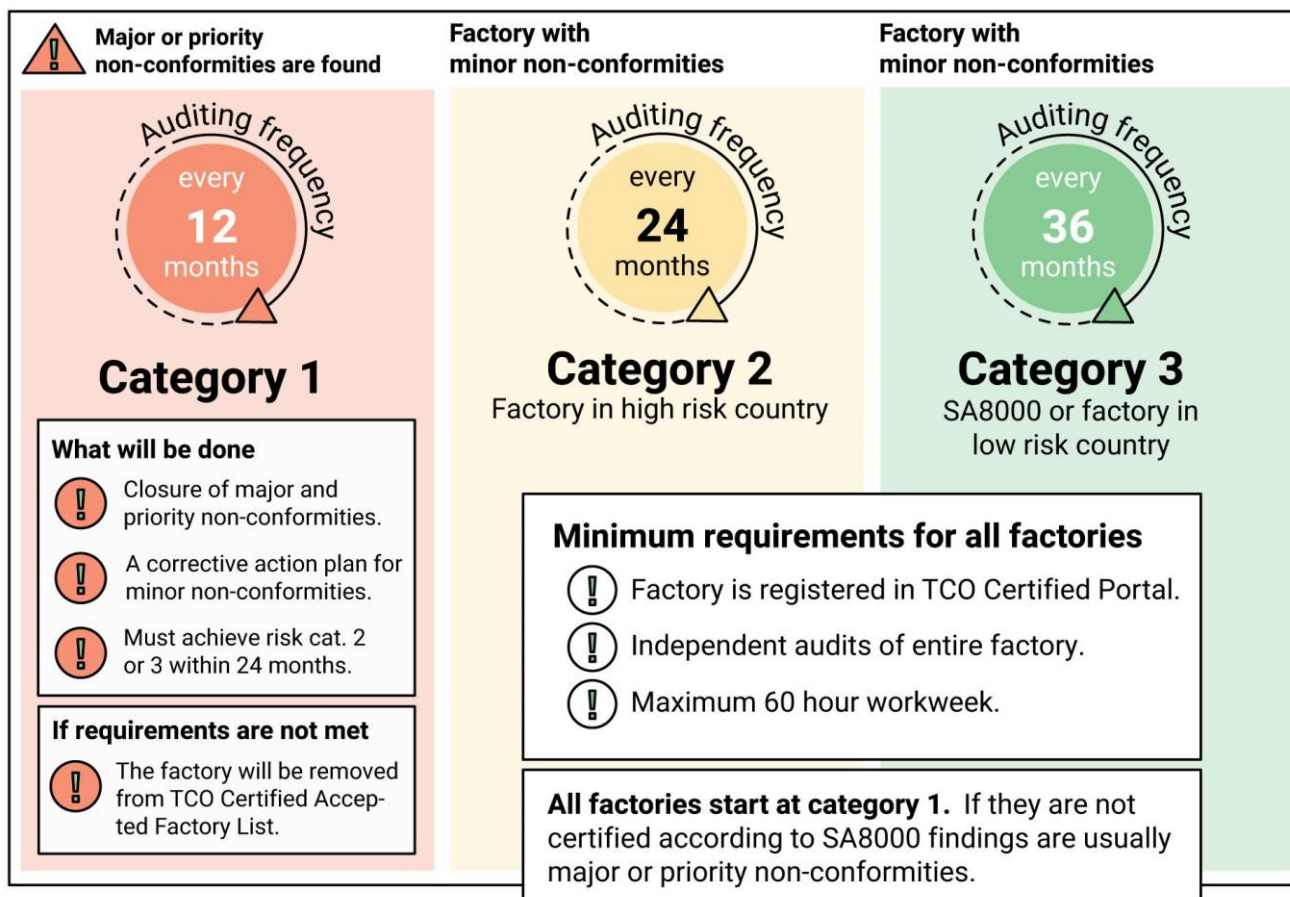 Major or priority
non-conformities are found
Auditing frequency
every
12
months
Category 1
What will be done
Closure of major and
priority non-conformities.
A corrective action plan for
minor non-conformities.
Must achieve risk cat. 2
or 3 within 24 months.
If requirements are not met
The factory will be removed
from TCO Certified Accep-
ted Factory List.
Factory with
minor non-conformities
Auditing frequency
every
24
months
Category 2
Factory in high risk country
Factory with
minor non-conformities
Auditing frequency
every
36
months
Category 3
SA8000 or factory in
low risk country
Minimum requirements for all factories
Factory is registered in TCO Certified Portal.
Independent audits of entire factory.
Maximum 60 hour workweek.
All factories start at category 1. If they are not
certified according to SA8000 findings are usually
major or priority non-conformities.